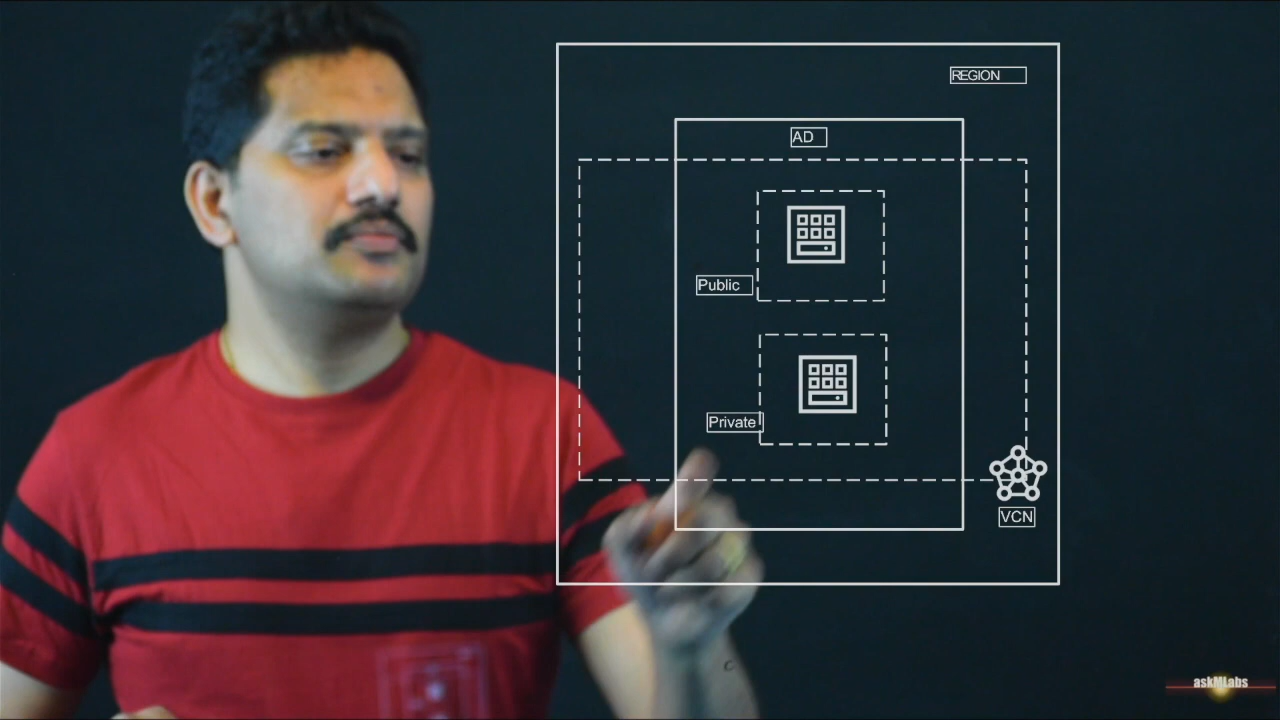 REGION
AD
Public
Private
VCN
askMLabs